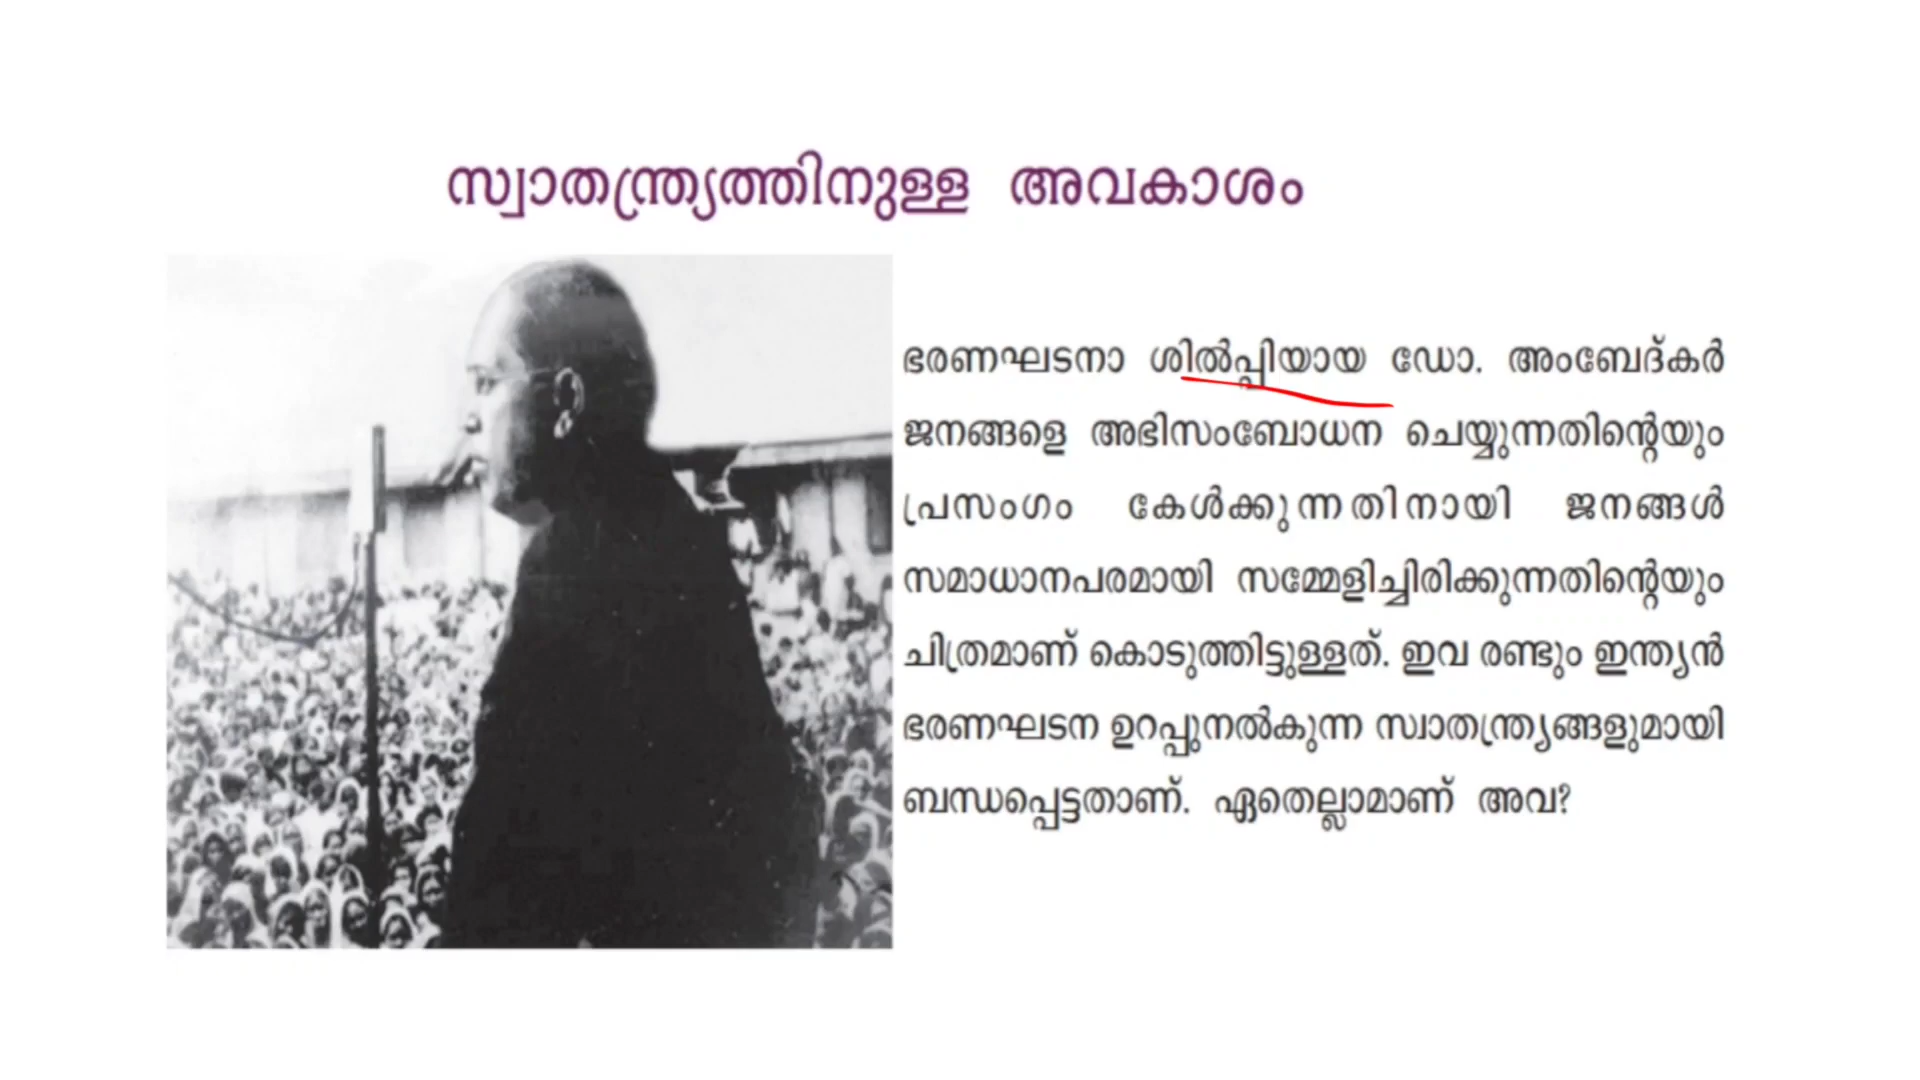 സ്വാതന്ത്ര്യത്തിനുള്ള അവകാശം
ഭരണഘടനാ ശിൽപ്പിയായ ഡോ. അംബേദ്കർ
ജനങ്ങളെ അഭിസംബോധന ചെയ്യുന്നതിന്റെയും
പ്രസംഗം കേൾക്കുന്നതിനായി ജനങ്ങൾ
സമാധാനപരമായി സമ്മേളിച്ചിരിക്കുന്നതിന്റെയും
ചിത്രമാണ് കൊടുത്തിട്ടുള്ളത്. ഇവ രണ്ടും ഇന്ത്യൻ
ഭരണഘടന ഉറപ്പുനൽകുന്ന സ്വാതന്ത്ര്യങ്ങളുമായി
ബന്ധപ്പെട്ടതാണ്. ഏതെല്ലാമാണ് അവ?